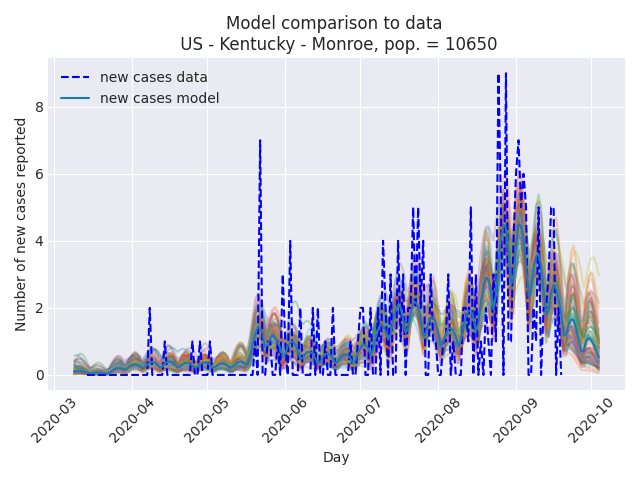 Model comparison to data
US - Kentucky - Monroe, pop. = 10650
new cases data
new cases model
Number of new cases reported
8
6
4
2
0
2020-03
2020-04
2020-05
2020-06
2020-07
2020-08
2020-09
2020-10
Day